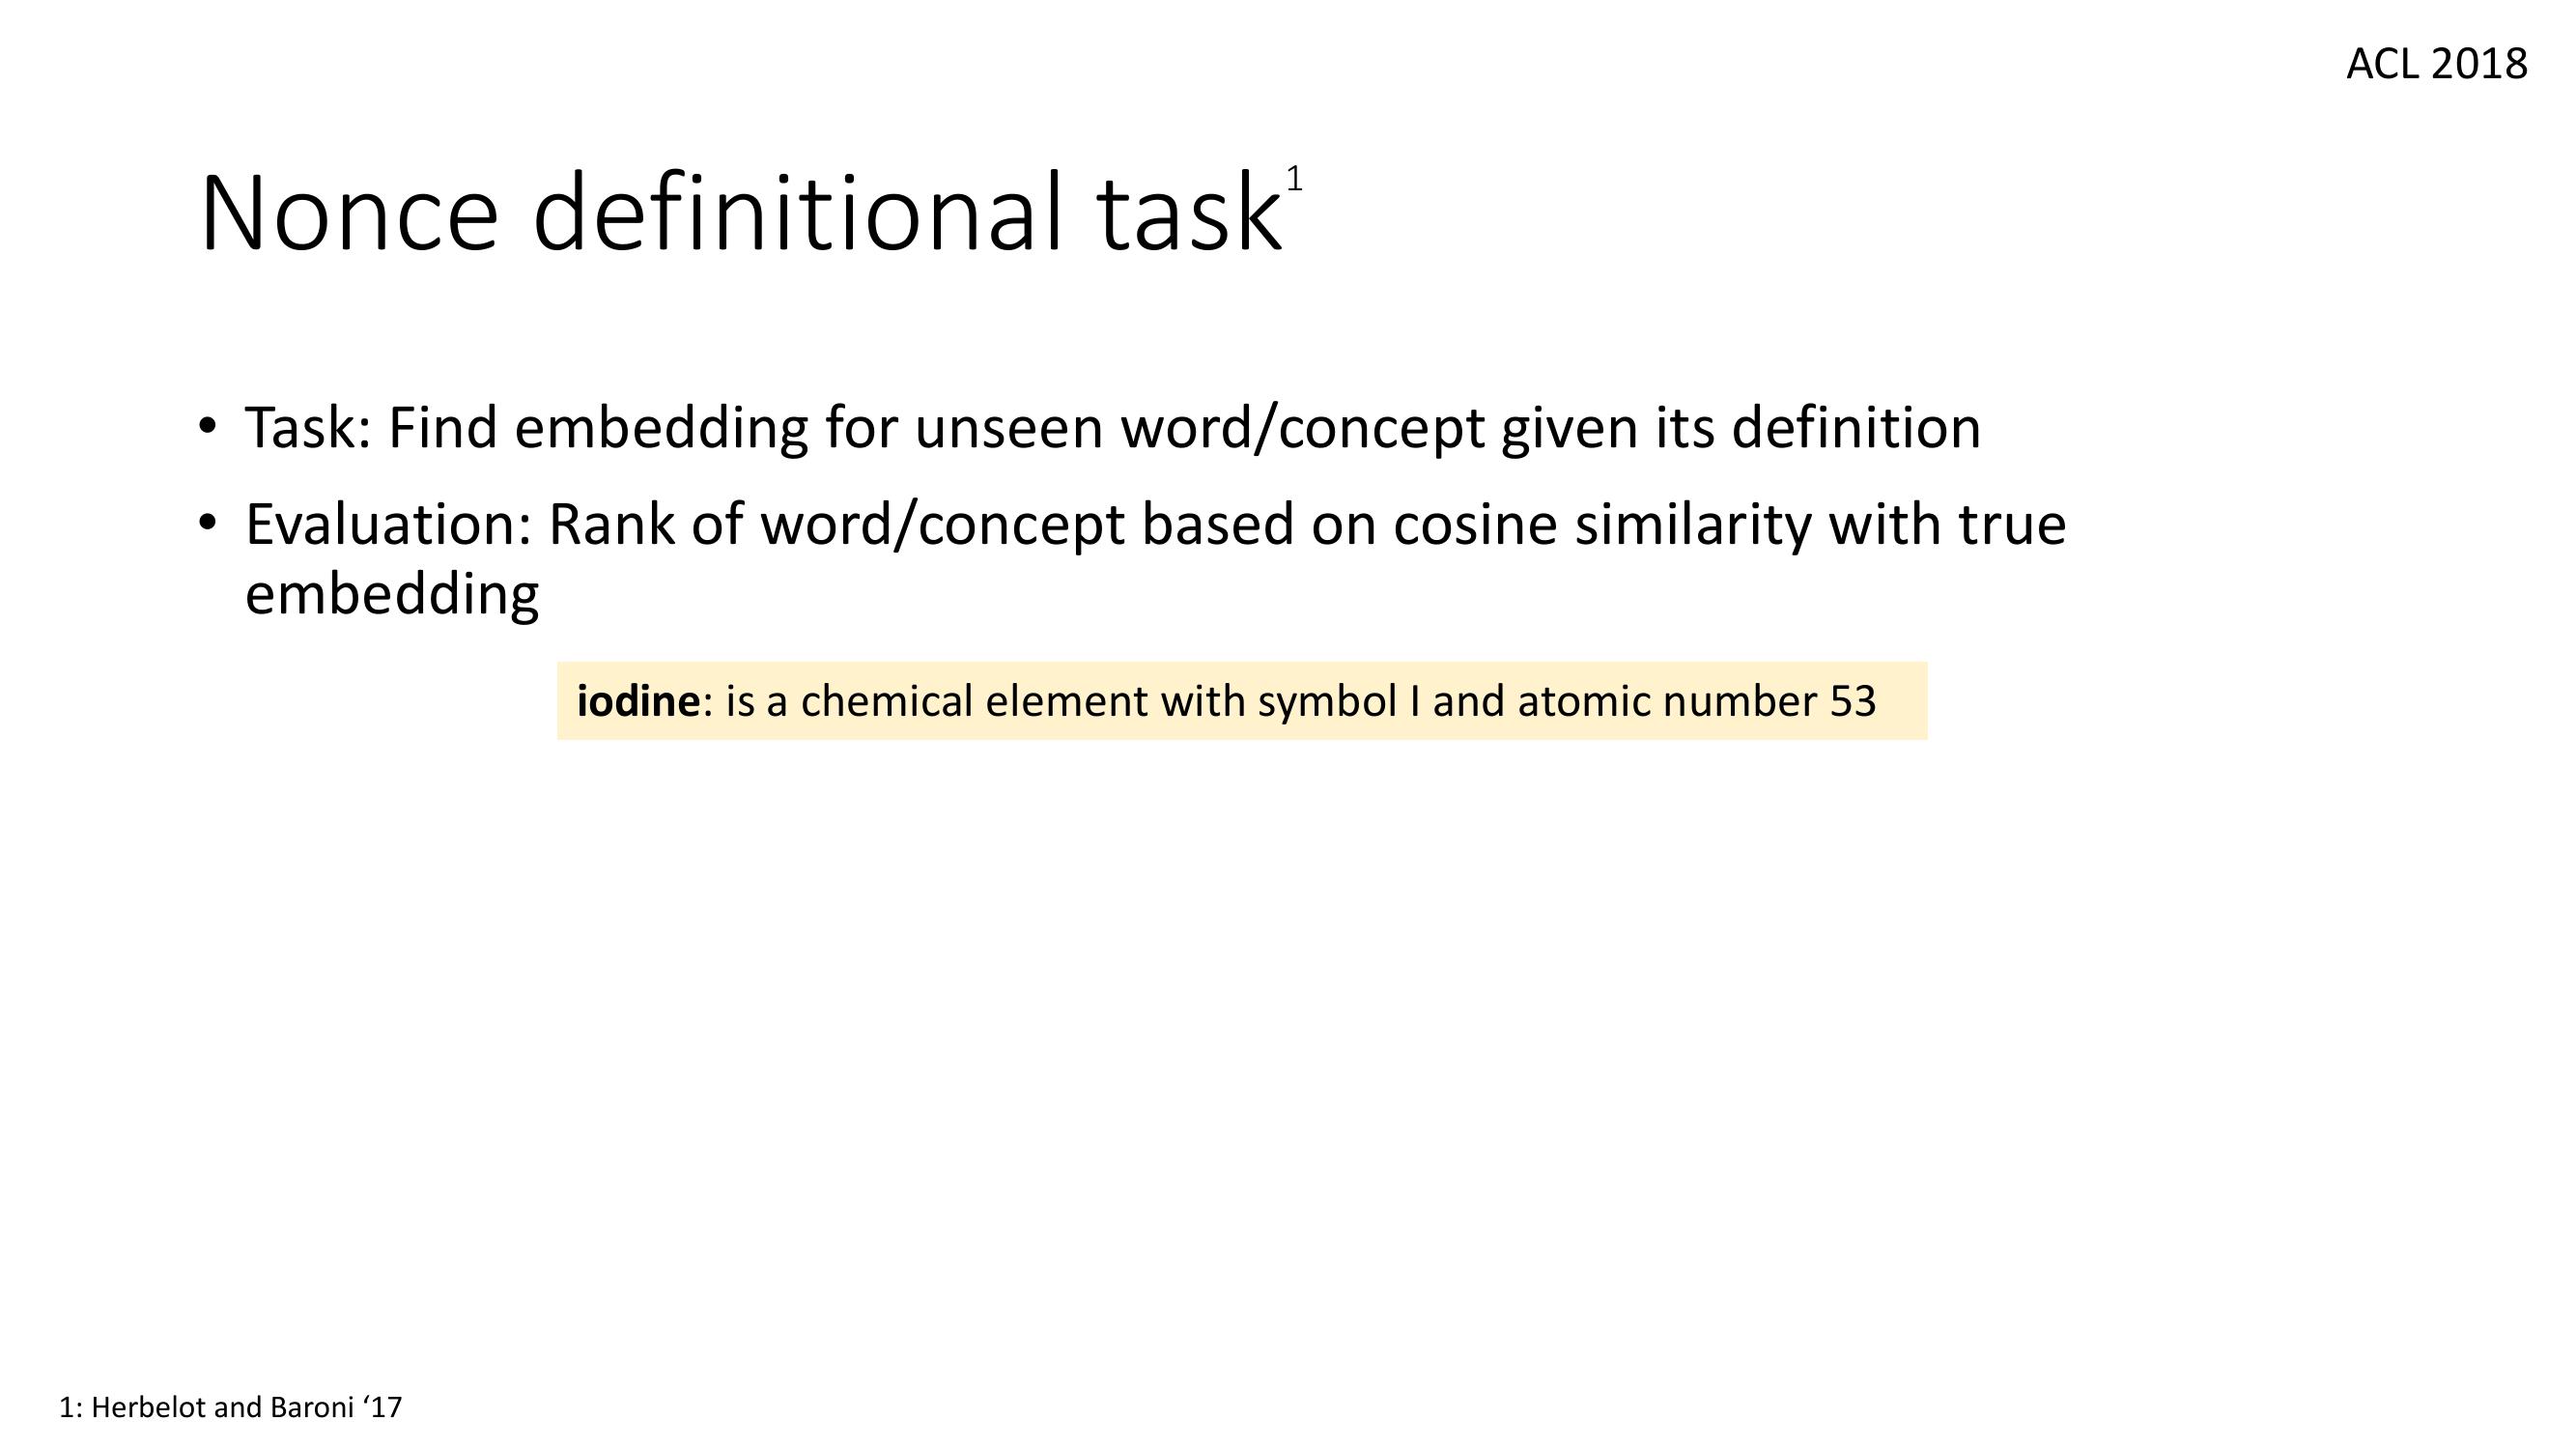 ACL 2018
Nonce definitional task1
• Task: Find embedding for unseen word/concept given its definition
• Evaluation: Rank of word/concept based on cosine similarity with true
embedding
iodine: is a chemical element with symbol I and atomic number 53
1: Herbelot and Baroni ‘17